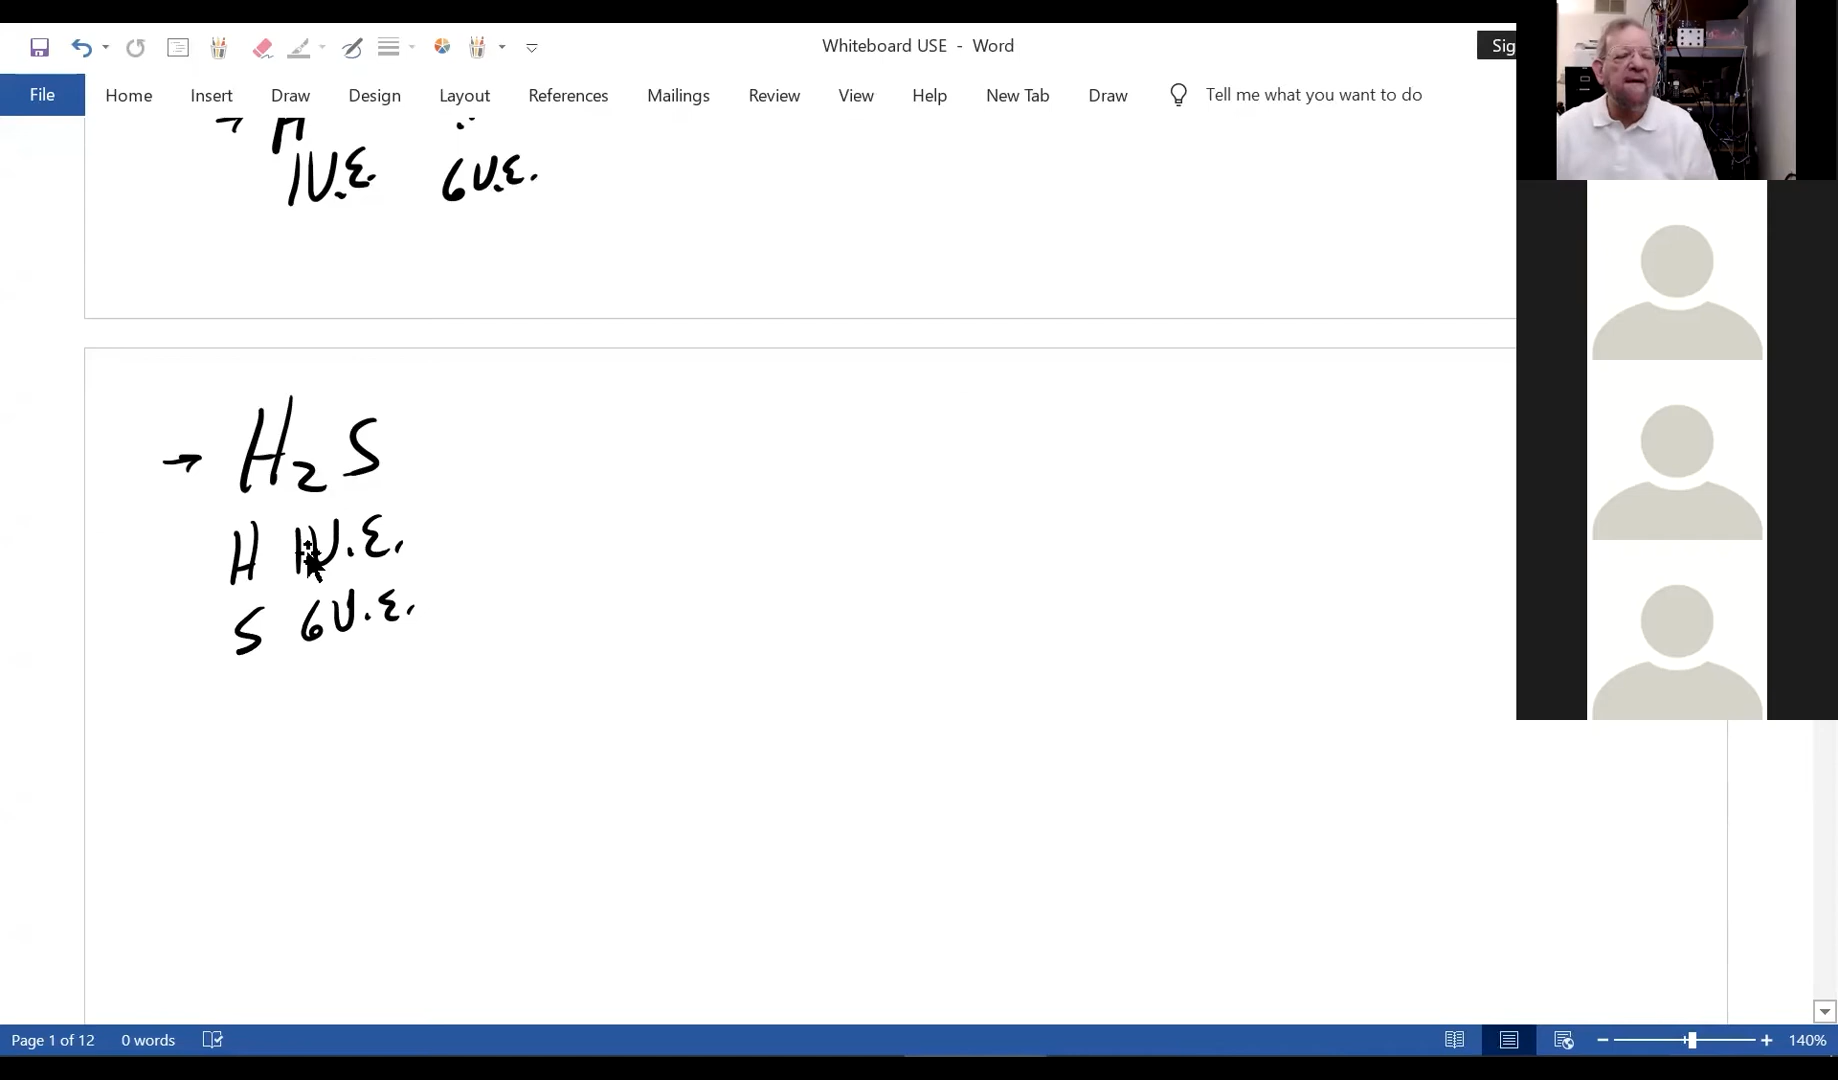 Whiteboard USE - Word
Sig
File Home Insert Draw Design Layout References Mailings Review View Help New Tab Draw Tell me what you want to do
→ H
1V.E. 6V.E.
→ H₂S
H 1V.E.
S 6V.E.
Page 1 of 12 0 words 140%